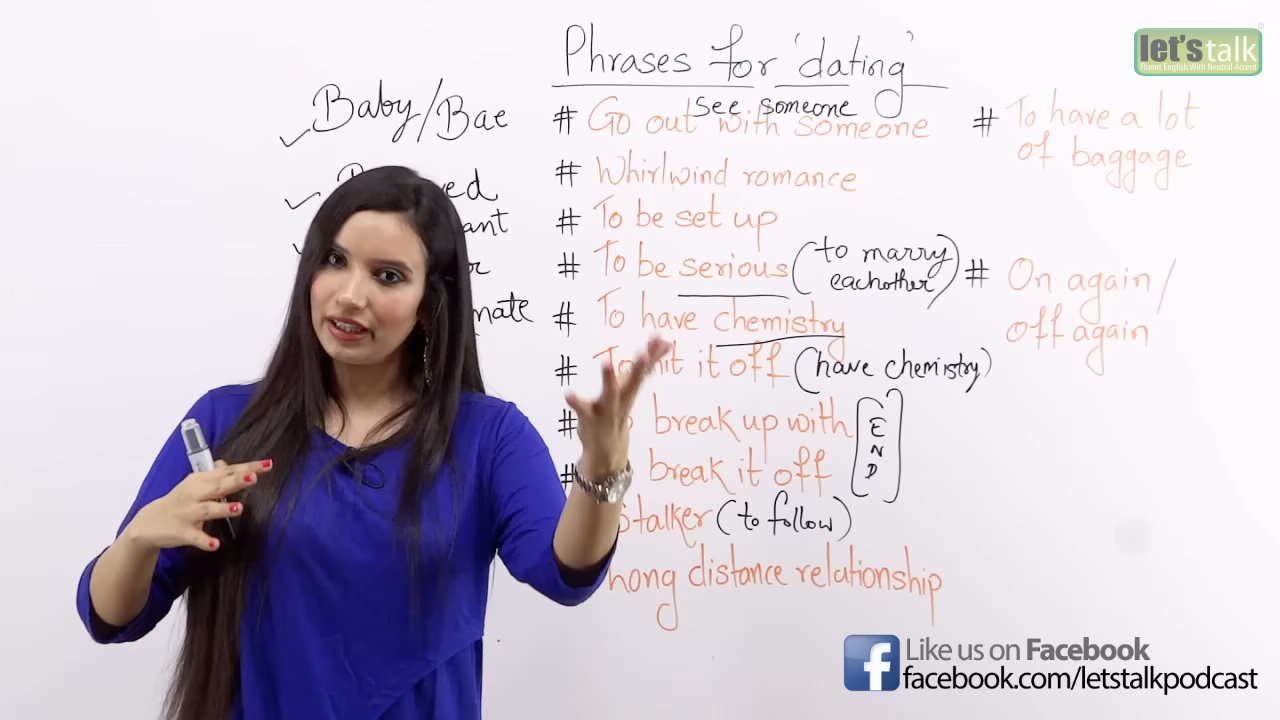 Phrases for 'dating'
Baby/Bae
see someone
# Go out with someone
# Whirlwind romance
# To be set up
# To be serious (to marry eachother)
# To have chemistry
# hit it off (have chemistry)
# break up with
# break it off
END
Stalker (to follow)
long distance relationship
# To have a lot
of baggage
# On again /
off again
let's talk
Fluent English With Neutral Accent
®
Like us on Facebook
facebook.com/letstalkpodcast